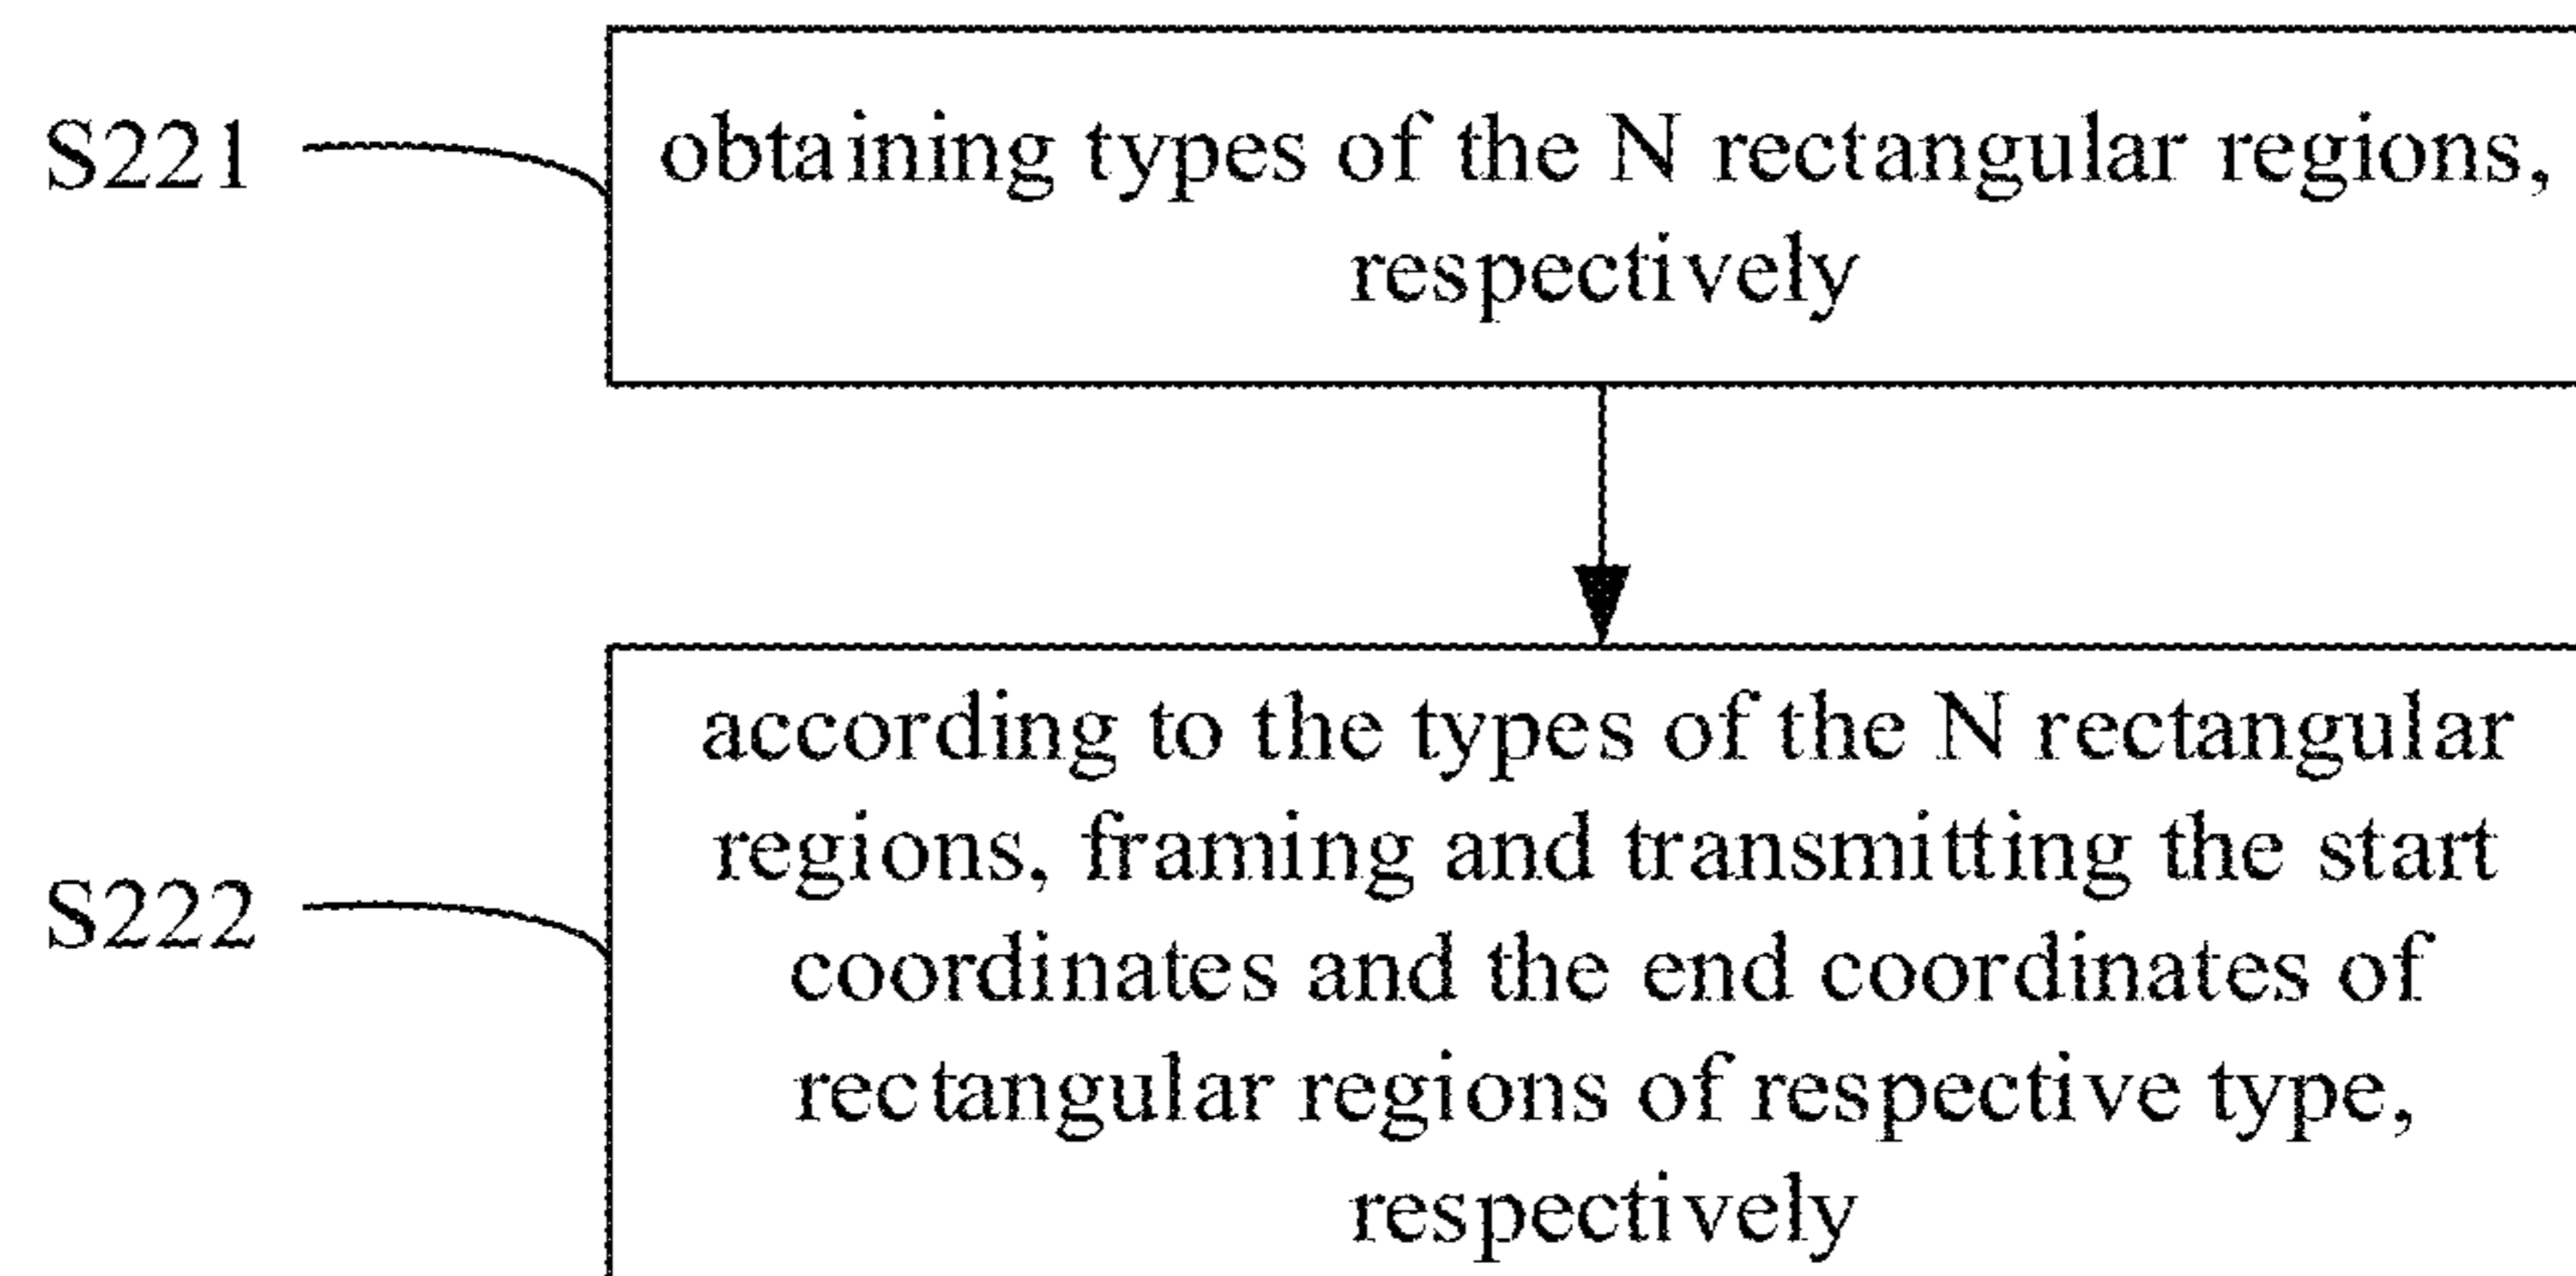 S221
obtaining types of the N rectangular regions,
respectively
S222
according to the types of the N rectangular
regions, framing and transmitting the start
coordinates and the end coordinates of
rectangular regions of respective type,
respectively